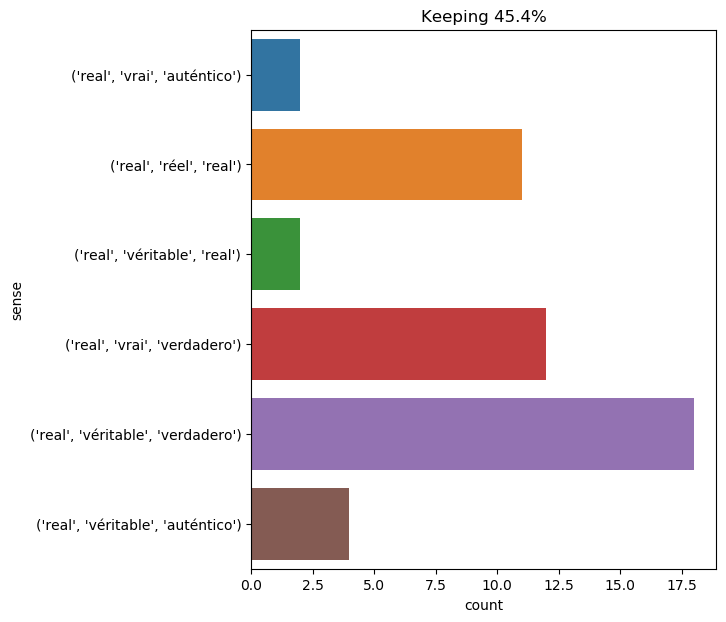 Keeping 45.4%
('real', 'vrai', 'auténtico')
('real', 'réel', 'real')
('real', 'véritable', 'real')
('real', 'vrai', 'verdadero')
('real', 'véritable', 'verdadero')
('real', 'véritable', 'auténtico')
sense
0.0 2.5 5.0 7.5 10.0 12.5 15.0 17.5
count